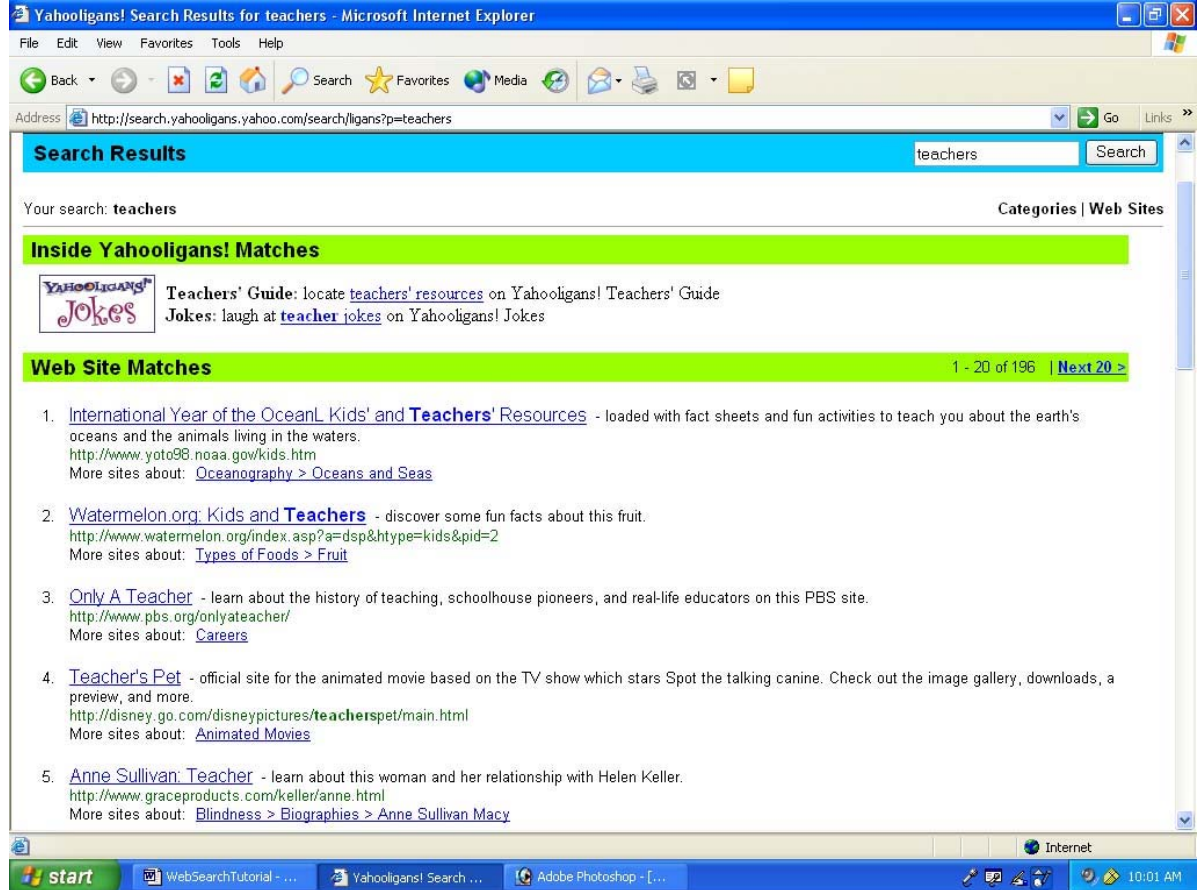 Yahooligans! Search Results for teachers - Microsoft Internet Explorer
File Edit View Favorites Tools Help
Back Search Favorites Media
Address http://search.yahooligans.yahoo.com/search/ligans?p=teachers Go Links »
Search Results teachers Search
Your search: teachers Categories | Web Sites
Inside Yahooligans! Matches
YAHOOLIGANS!™ Jokes
Teachers' Guide: locate teachers' resources on Yahooligans! Teachers' Guide
Jokes: laugh at teacher jokes on Yahooligans! Jokes
Web Site Matches 1 - 20 of 196 | Next 20 >
1. International Year of the OceanL Kids' and Teachers' Resources - loaded with fact sheets and fun activities to teach you about the earth's
oceans and the animals living in the waters.
http://www.yoto98.noaa.gov/kids.htm
More sites about: Oceanography > Oceans and Seas
2. Watermelon.org: Kids and Teachers - discover some fun facts about this fruit.
http://www.watermelon.org/index.asp?a=dsp&htype=kids&pid=2
More sites about: Types of Foods > Fruit
3. Only A Teacher - learn about the history of teaching, schoolhouse pioneers, and real-life educators on this PBS site.
http://www.pbs.org/onlyateacher/
More sites about: Careers
4. Teacher's Pet - official site for the animated movie based on the TV show which stars Spot the talking canine. Check out the image gallery, downloads, a
preview, and more.
http://disney.go.com/disneypictures/teacherspet/main.html
More sites about: Animated Movies
5. Anne Sullivan: Teacher - learn about this woman and her relationship with Helen Keller.
http://www.graceproducts.com/keller/anne.html
More sites about: Blindness > Biographies > Anne Sullivan Macy
Internet
start WebSearchTutorial - ... Yahooligans! Search ... Adobe Photoshop - [... 10:01 AM